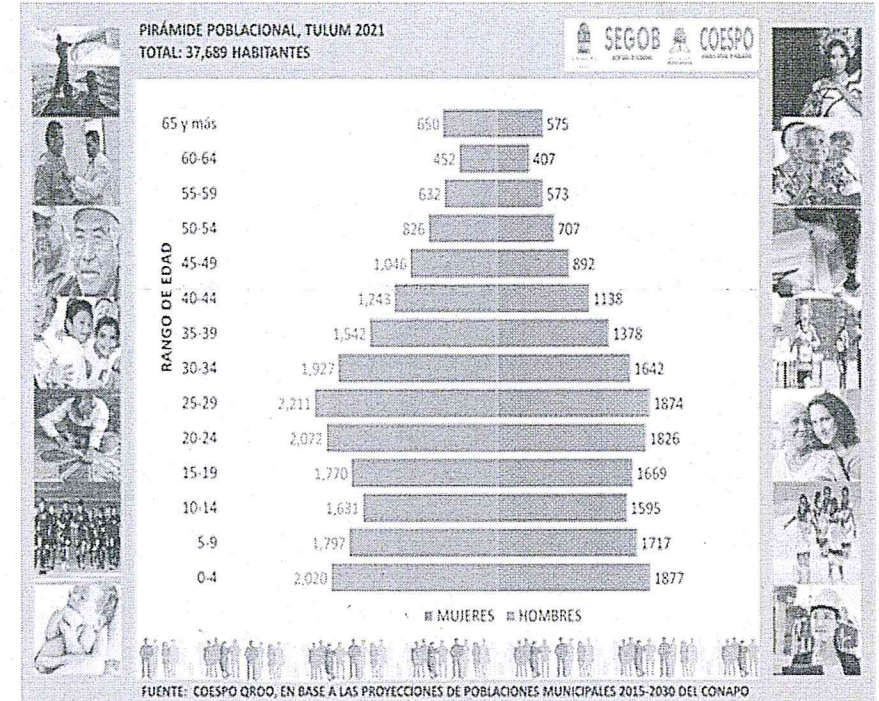 PIRÁMIDE POBLACIONAL, TULUM 2021
TOTAL: 37,689 HABITANTES
SEGOB COESPO
RANGO DE EDAD
65 y más 650 575
60-64 452 407
55-59 632 573
50-54 826 707
45-49 1,046 892
40-44 1,243 1138
35-39 1,542 1378
30-34 1,927 1642
25-29 2,211 1874
20-24 2,072 1826
15-19 1,770 1669
10-14 1,631 1595
5-9 1,797 1717
0-4 2,020 1877
MUJERES HOMBRES
FUENTE: COESPO QROO, EN BASE A LAS PROYECCIONES DE POBLACIONES MUNICIPALES 2015-2030 DEL CONAPO